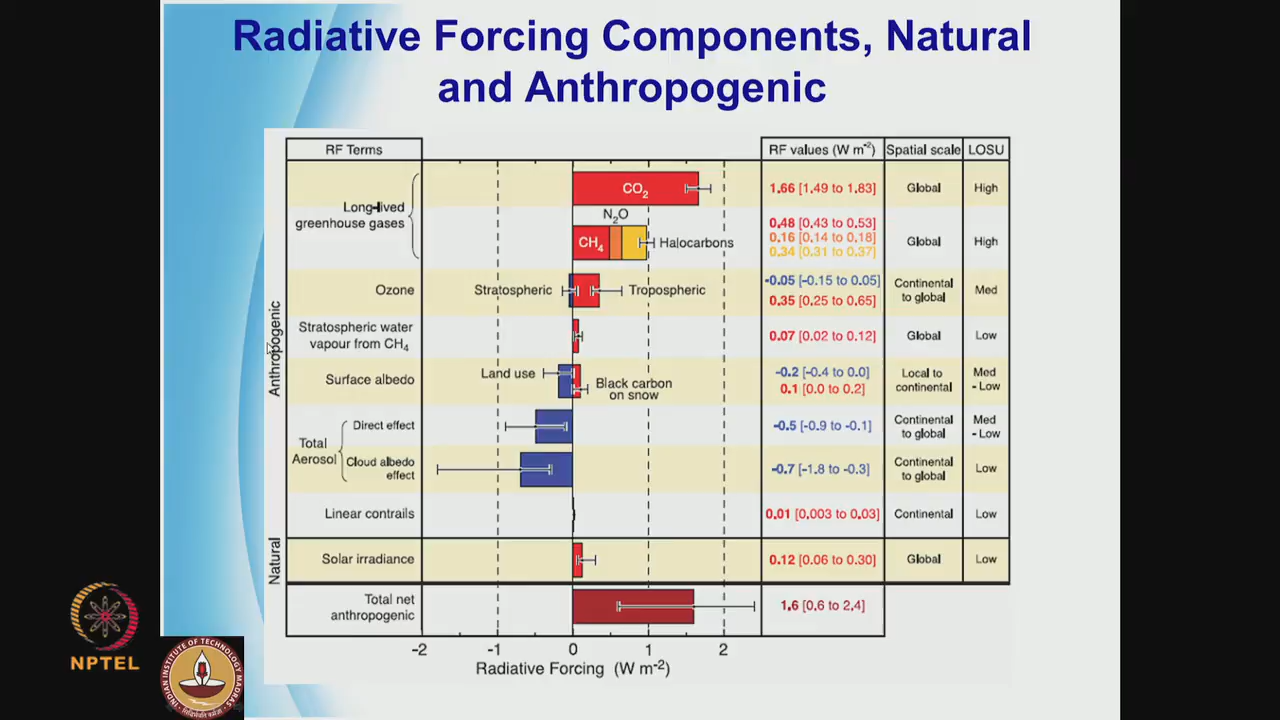 Radiative Forcing Components, Natural
and Anthropogenic
RF Terms
RF values (W m-2)
Spatial scale
LOSU
Anthropogenic
Long-lived
greenhouse gases
CO2
1.66 [1.49 to 1.83]
Global
High
N2O
CH4
Halocarbons
0.48 [0.43 to 0.53]
0.16 [0.14 to 0.18]
0.34 [0.31 to 0.37]
Global
High
Ozone
Stratospheric
Tropospheric
-0.05 [-0.15 to 0.05]
0.35 [0.25 to 0.65]
Continental
to global
Med
Stratospheric water
vapour from CH4
0.07 [0.02 to 0.12]
Global
Low
Surface albedo
Land use
Black carbon
on snow
-0.2 [-0.4 to 0.0]
0.1 [0.0 to 0.2]
Local to
continental
Med
- Low
Total
Aerosol
Direct effect
-0.5 [-0.9 to -0.1]
Continental
to global
Med
- Low
Cloud albedo
effect
-0.7 [-1.8 to -0.3]
Continental
to global
Low
Linear contrails
0.01 [0.003 to 0.03]
Continental
Low
Natural
Solar irradiance
0.12 [0.06 to 0.30]
Global
Low
Total net
anthropogenic
1.6 [0.6 to 2.4]
-2 -1 0 1 2
Radiative Forcing (W m-2)
NPTEL
INDIAN INSTITUTE OF TECHNOLOGY MADRAS